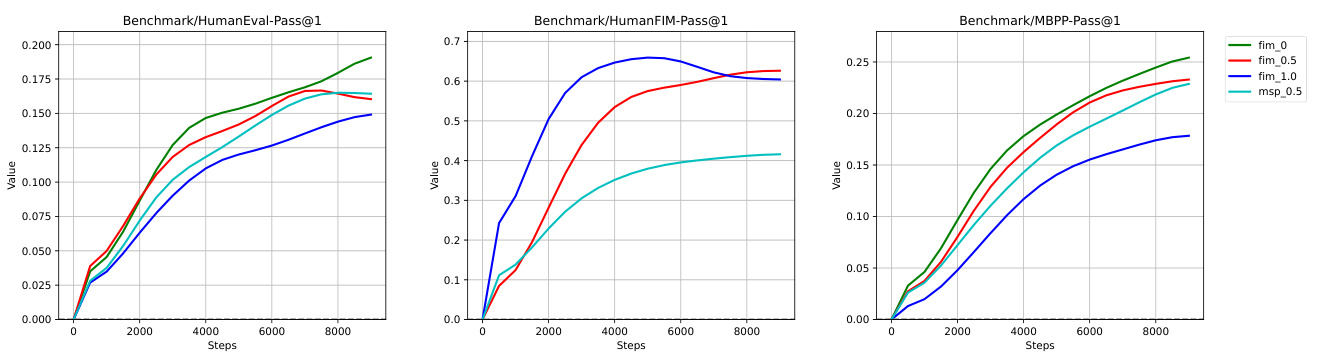 Benchmark/HumanEval-Pass@1
Value
0.200
0.175
0.150
0.125
0.100
0.075
0.050
0.025
0.000
0 2000 4000 6000 8000
Steps
Benchmark/HumanFIM-Pass@1
Value
0.7
0.6
0.5
0.4
0.3
0.2
0.1
0.0
0 2000 4000 6000 8000
Steps
Benchmark/MBPP-Pass@1
Value
0.25
0.20
0.15
0.10
0.05
0.00
0 2000 4000 6000 8000
Steps
fim_0
fim_0.5
fim_1.0
msp_0.5